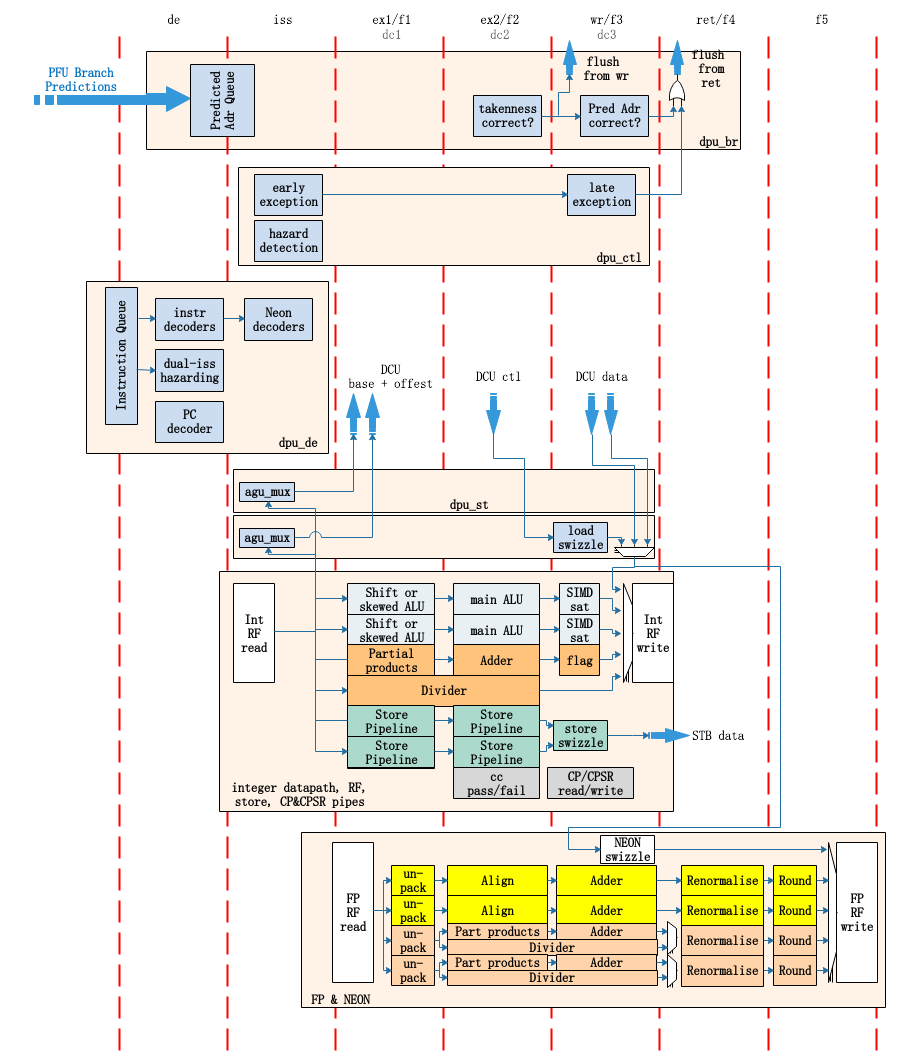 de
iss
ex1/f1
dc1
ex2/f2
dc2
wr/f3
dc3
ret/f4
f5
PFU Branch
Predictions
Predicted
Adr Queue
flush
from wr
flush
from
ret
takenness
correct?
Pred Adr
correct?
dpu_br
early
exception
late
exception
hazard
detection
dpu_ctl
Instruction Queue
instr
decoders
Neon
decoders
dual-iss
hazarding
PC
decoder
dpu_de
DCU
base + offest
DCU ctl
DCU data
agu_mux
dpu_st
agu_mux
load
swizzle
Int
RF
read
Shift or
skewed ALU
main ALU
SIMD
sat
Int
RF
write
Shift or
skewed ALU
main ALU
SIMD
sat
Partial
products
Adder
flag
Divider
Store
Pipeline
Store
Pipeline
store
swizzle
STB data
Store
Pipeline
Store
Pipeline
cc
pass/fail
CP/CPSR
read/write
integer datapath, RF,
store, CP&CPSR pipes
NEON
swizzle
FP
RF
read
un-
pack
Align
Adder
Renormalise
Round
FP
RF
write
un-
pack
Align
Adder
Renormalise
Round
un-
pack
Part products
Adder
Divider
Renormalise
Round
un-
pack
Part products
Adder
Divider
Renormalise
Round
FP & NEON